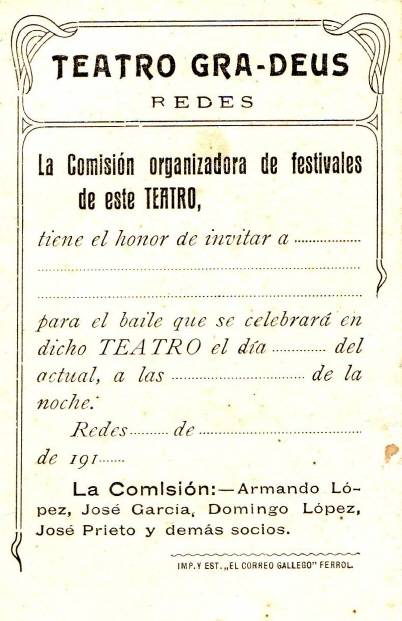 TEATRO GRA-DEUS
REDES
La Comisión organizadora de festivales
de este TEATRO,
tiene el honor de invitar a ..................
para el baile que se celebrará en
dicho TEATRO el día ............. del
actual, a las ................................ de la
noche.
Redes ......... de .......................................
de 191.......
La Comisión:—Armando Ló-
pez, José García, Domingo López,
José Prieto y demás socios.
IMP. Y EST. „EL CORREO GALLEGO" FERROL.